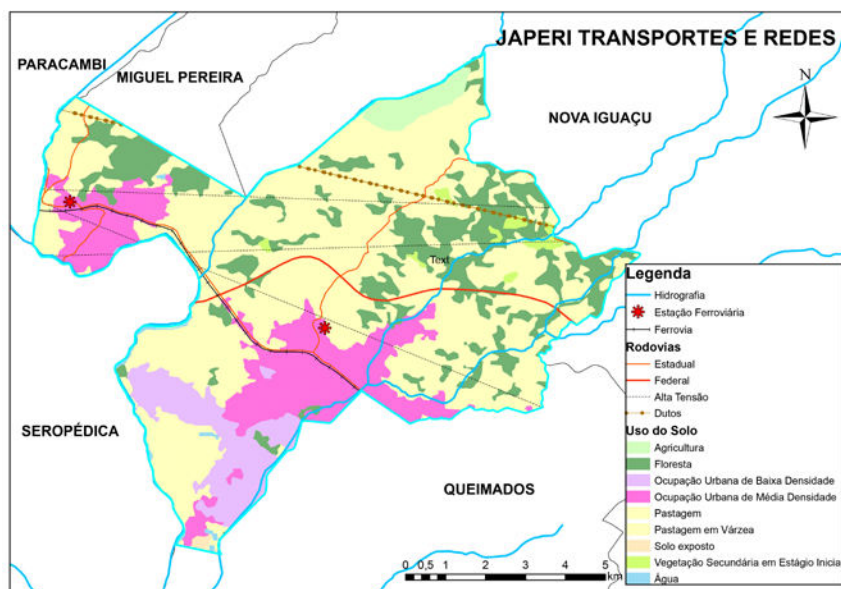 JAPERI TRANSPORTES E REDES
PARACAMBI
MIGUEL PEREIRA
N
NOVA IGUAÇU
Text
SEROPÉDICA
QUEIMADOS
Legenda
Hidrografia
Estação Ferroviária
Ferrovia
Rodovias
Estadual
Federal
Alta Tensão
Dutos
Uso do Solo
Agricultura
Floresta
Ocupação Urbana de Baixa Densidade
Ocupação Urbana de Média Densidade
Pastagem
Pastagem em Várzea
Solo exposto
Vegetação Secundária em Estágio Inicia
Água
0 0,5 1 2 3 4 5
km